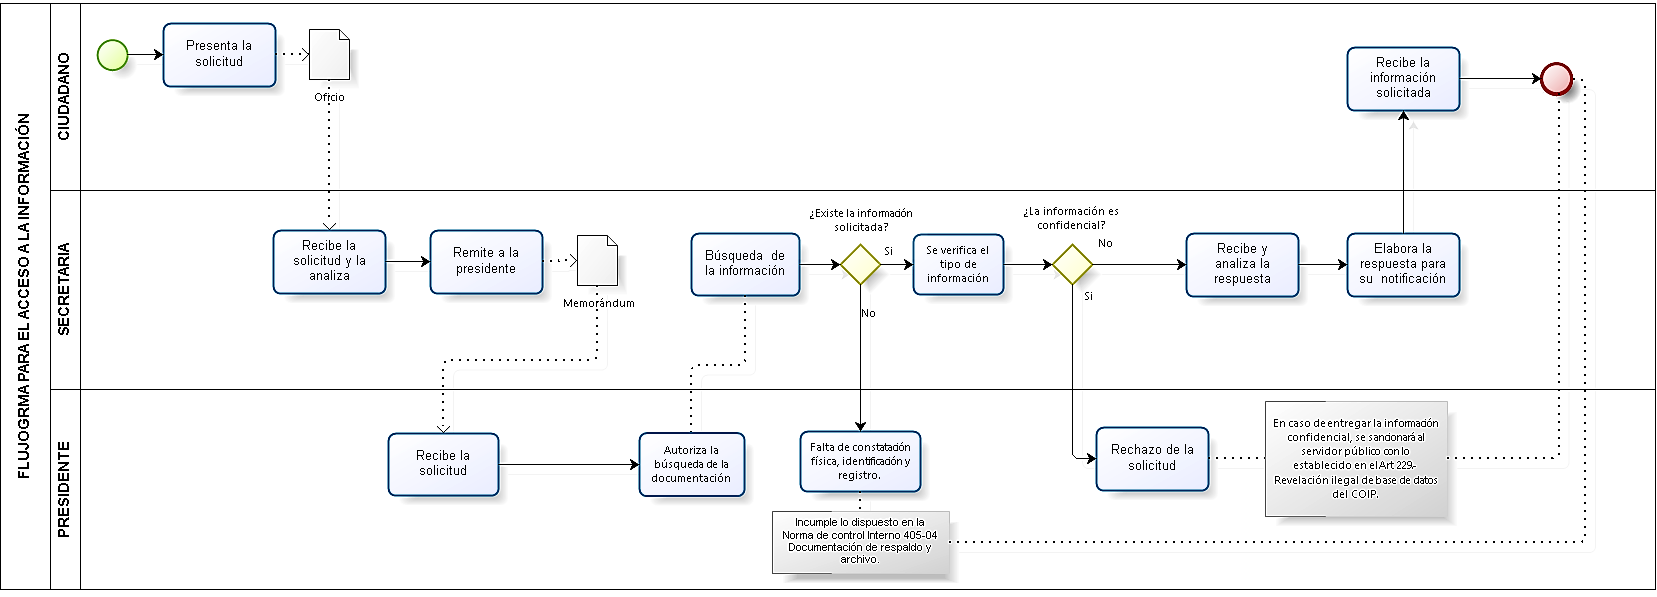 FLUJOGRMA PARA EL ACCESO A LA INFORMACIÓN
CIUDADANO
Presenta la
solicitud
Oficio
Recibe la
información
solicitada
SECRETARIA
Recibe la
solicitud y la
analiza
Remite a la
presidente
Memorándum
Búsqueda de
la información
¿Existe la información
solicitada?
Si
No
Se verifica el
tipo de
información
¿La información es
confidencial?
No
Si
Recibe y
analiza la
respuesta
Elabora la
respuesta para
su notificación
PRESIDENTE
Recibe la
solicitud
Autoriza la
búsqueda de la
documentación
Falta de constatación
física, identificación y
registro.
Incumple lo dispuesto en la
Norma de control Interno 405-04
Documentación de respaldo y
archivo.
Rechazo de la
solicitud
En caso de entregar la información
confidencial, se sancionará al
servidor público con lo
establecido en el Art 229.-
Revelación ilegal de base de datos
del COIP.